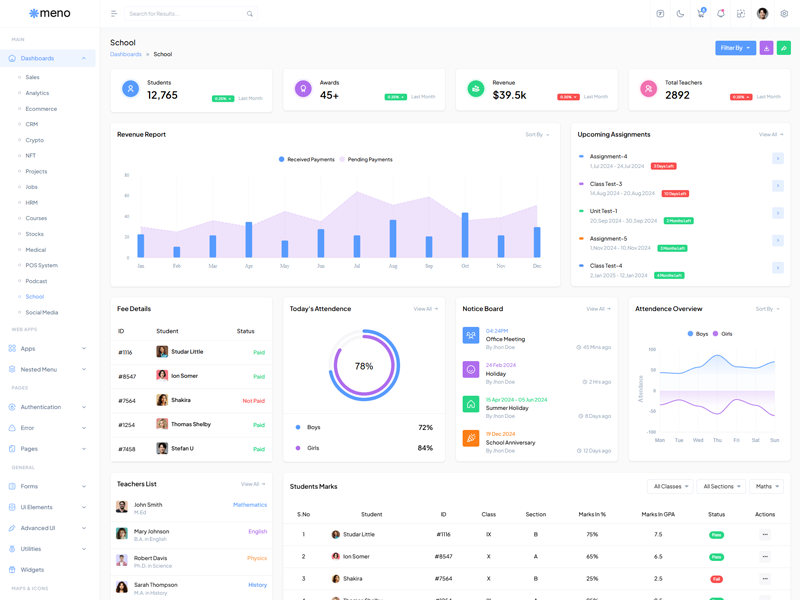 meno
Search for Results...
4
MAIN
Dashboards
Sales
Analytics
Ecommerce
CRM
Crypto
NFT
Projects
Jobs
HRM
Courses
Stocks
Medical
POS System
Podcast
School
Social Media
WEB APPS
Apps
Nested Menu
PAGES
Authentication
Error
Pages
GENERAL
Forms
UI Elements
Advanced UI
Utilities
Widgets
MAPS & ICONS
School
Dashboards
School
Filter By
Students
12,765
Last Month
Awards
45+
Last Month
Revenue
$39.5k
Last Month
Total Teachers
2892
Last Month
Revenue Report
Sort By
Received Payments
Pending Payments
80
60
40
20
0
Jan
Feb
Mar
Apr
May
Jun
Jul
Aug
Sep
Oct
Nov
Dec
Upcoming Assignments
View All
Assignment-4
1,Jul 2024 - 24,Jul 2024
Class Test-3
14,Aug 2024 - 20,Aug 2024
10 Days Left
Unit Test-1
20,Sep 2024 - 30,Sep 2024
2 Months Left
Assignment-5
1,Nov 2024 - 10,Nov 2024
3 Months Left
Class Test-4
2,Jan 2025 - 12,Jan 2024
4 Months Left
Fee Details
ID Student Status
#1116 Studar Little Paid
#8547 Ion Somer Paid
#7564 Shakira Not Paid
#1254 Thomas Shelby Paid
#7458 Stefan U Paid
Today's Attendence
View All
78%
Boys 72%
Girls 84%
Notice Board
View All
04:24PM
Office Meeting
By Jhon Doe
45 Mins ago
24 Feb 2024
Holiday
By Jhon Doe
2 Hrs ago
15 Apr 2024 - 05 Jun 2024
Summer Holiday
By Jhon Doe
8 Days ago
19 Dec 2024
School Anniversary
By Jhon Doe
12 Days ago
Attendence Overview
Sort By
Boys
Girls
Attendance
100
50
0
-50
-100
Mon
Tue
Wed
Thu
Fri
Sat
Sun
Teachers List
View All
John Smith
M.Ed.
Mathematics
Mary Johnson
B.A. in English
English
Robert Davis
Ph.D. in Science
Physics
Sarah Thompson
M.A. in History
History
Students Marks
All Classes
All Sections
Maths
S.No Student ID Class Section Marks In % Marks In GPA Status Actions
1 Studar Little #1116 IX B 75% 7.5 Pass
2 Ion Somer #8547 X A 65% 6.5 Pass
3 Shakira #7564 X B 25% 2.5 Fail